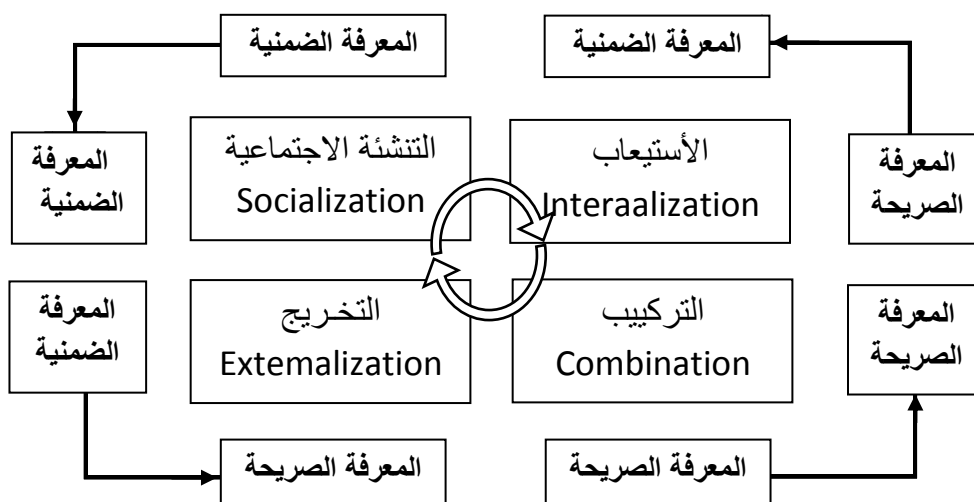 المعرفة الضمنية
المعرفة الضمنية
المعرفة
الضمنية
التنشئة الاجتماعية
Socialization
الأستيعاب
Interaalization
المعرفة
الصريحة
المعرفة
الضمنية
التخريج
Extemalization
التركييب
Combination
المعرفة
الصريحة
المعرفة الصريحة
المعرفة الصريحة